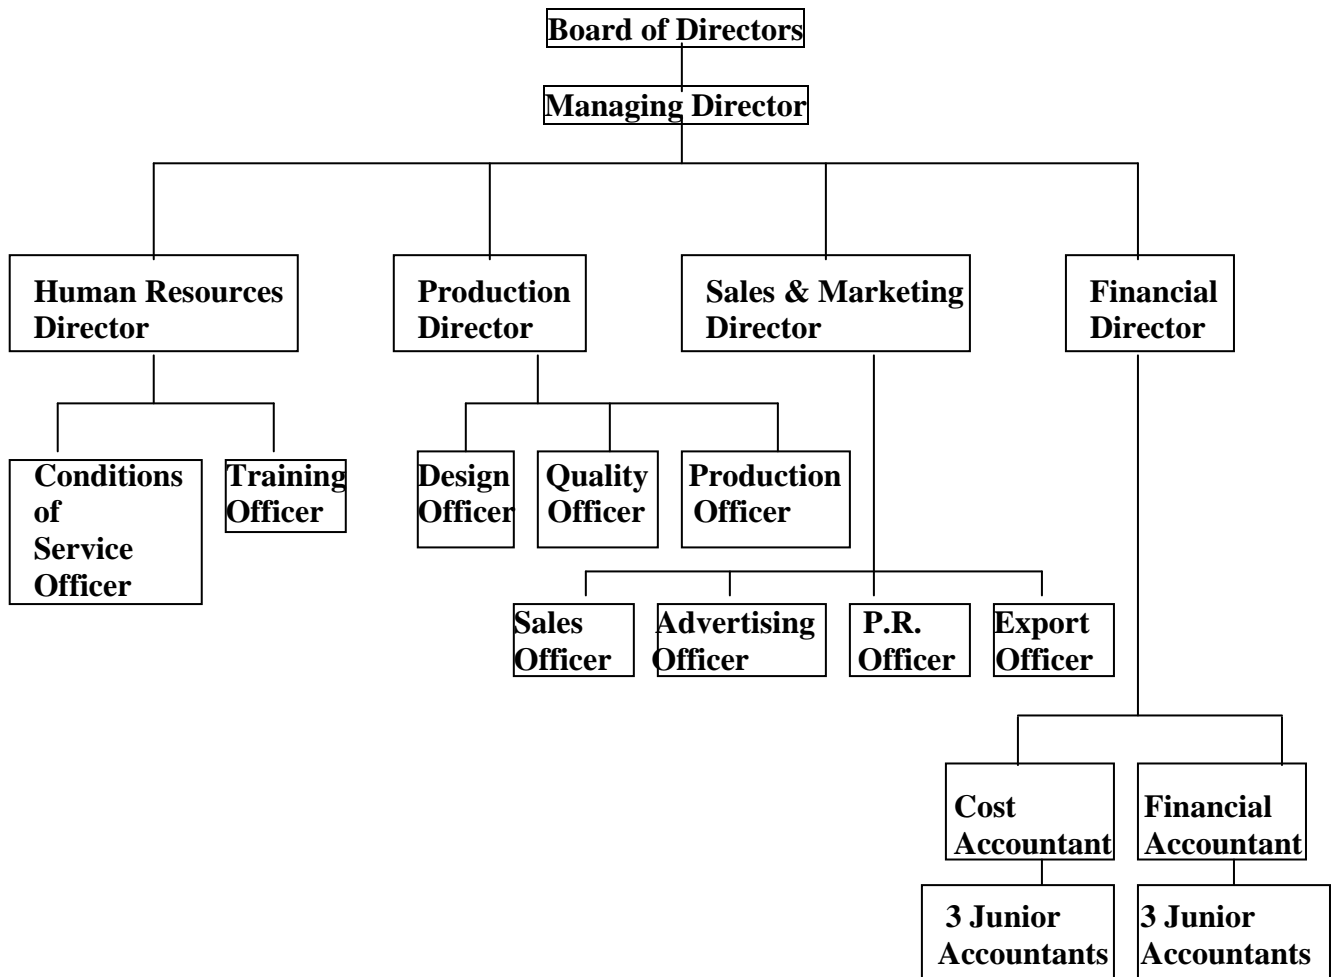 Board of Directors
Managing Director
Human Resources
Director
Production
Director
Sales & Marketing
Director
Financial
Director
Conditions
of
Service
Officer
Training
Officer
Design
Officer
Quality
Officer
Production
Officer
Sales
Officer
Advertising
Officer
P.R.
Officer
Export
Officer
Cost
Accountant
Financial
Accountant
3 Junior
Accountants
3 Junior
Accountants